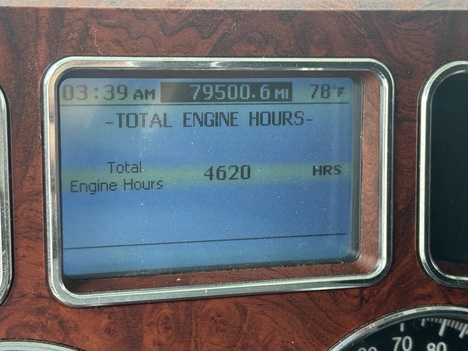 03:39 AM 79500.6 MI 78°F
-TOTAL ENGINE HOURS-
Total
Engine Hours 4620 HRS
70 80